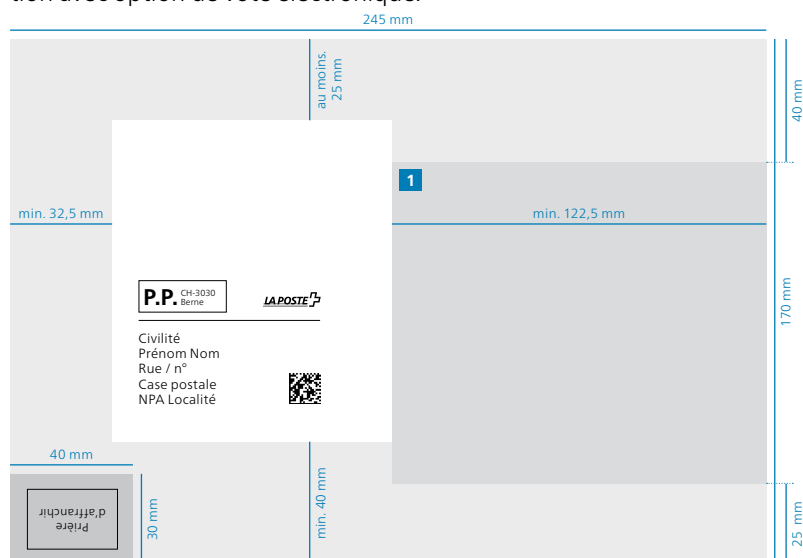 tion avec option de vote électronique.
245 mm
au moins.
25 mm
40 mm
1
min. 32,5 mm
min. 122,5 mm
P.P. CH-3030
Berne
LA POSTE
170 mm
Civilité
Prénom Nom
Rue / n°
Case postale
NPA Localité
40 mm
Prière
d'affranchir
30 mm
min. 40 mm
25 mm